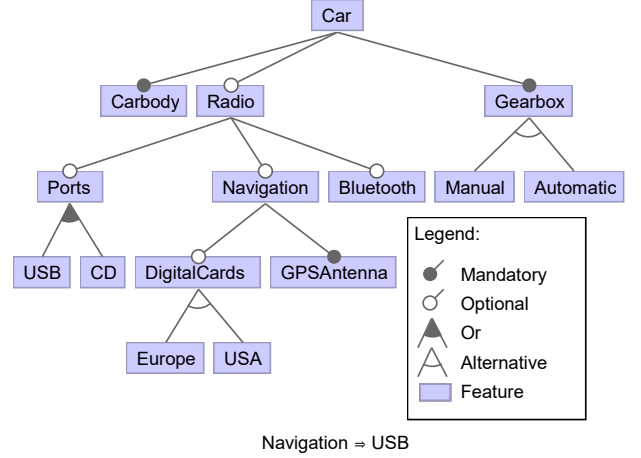 Car
Carbody Radio Gearbox
Ports Navigation Bluetooth Manual Automatic
USB CD DigitalCards GPSAntenna
Europe USA
Legend:
Mandatory
Optional
Or
Alternative
Feature
Navigation ⇒ USB